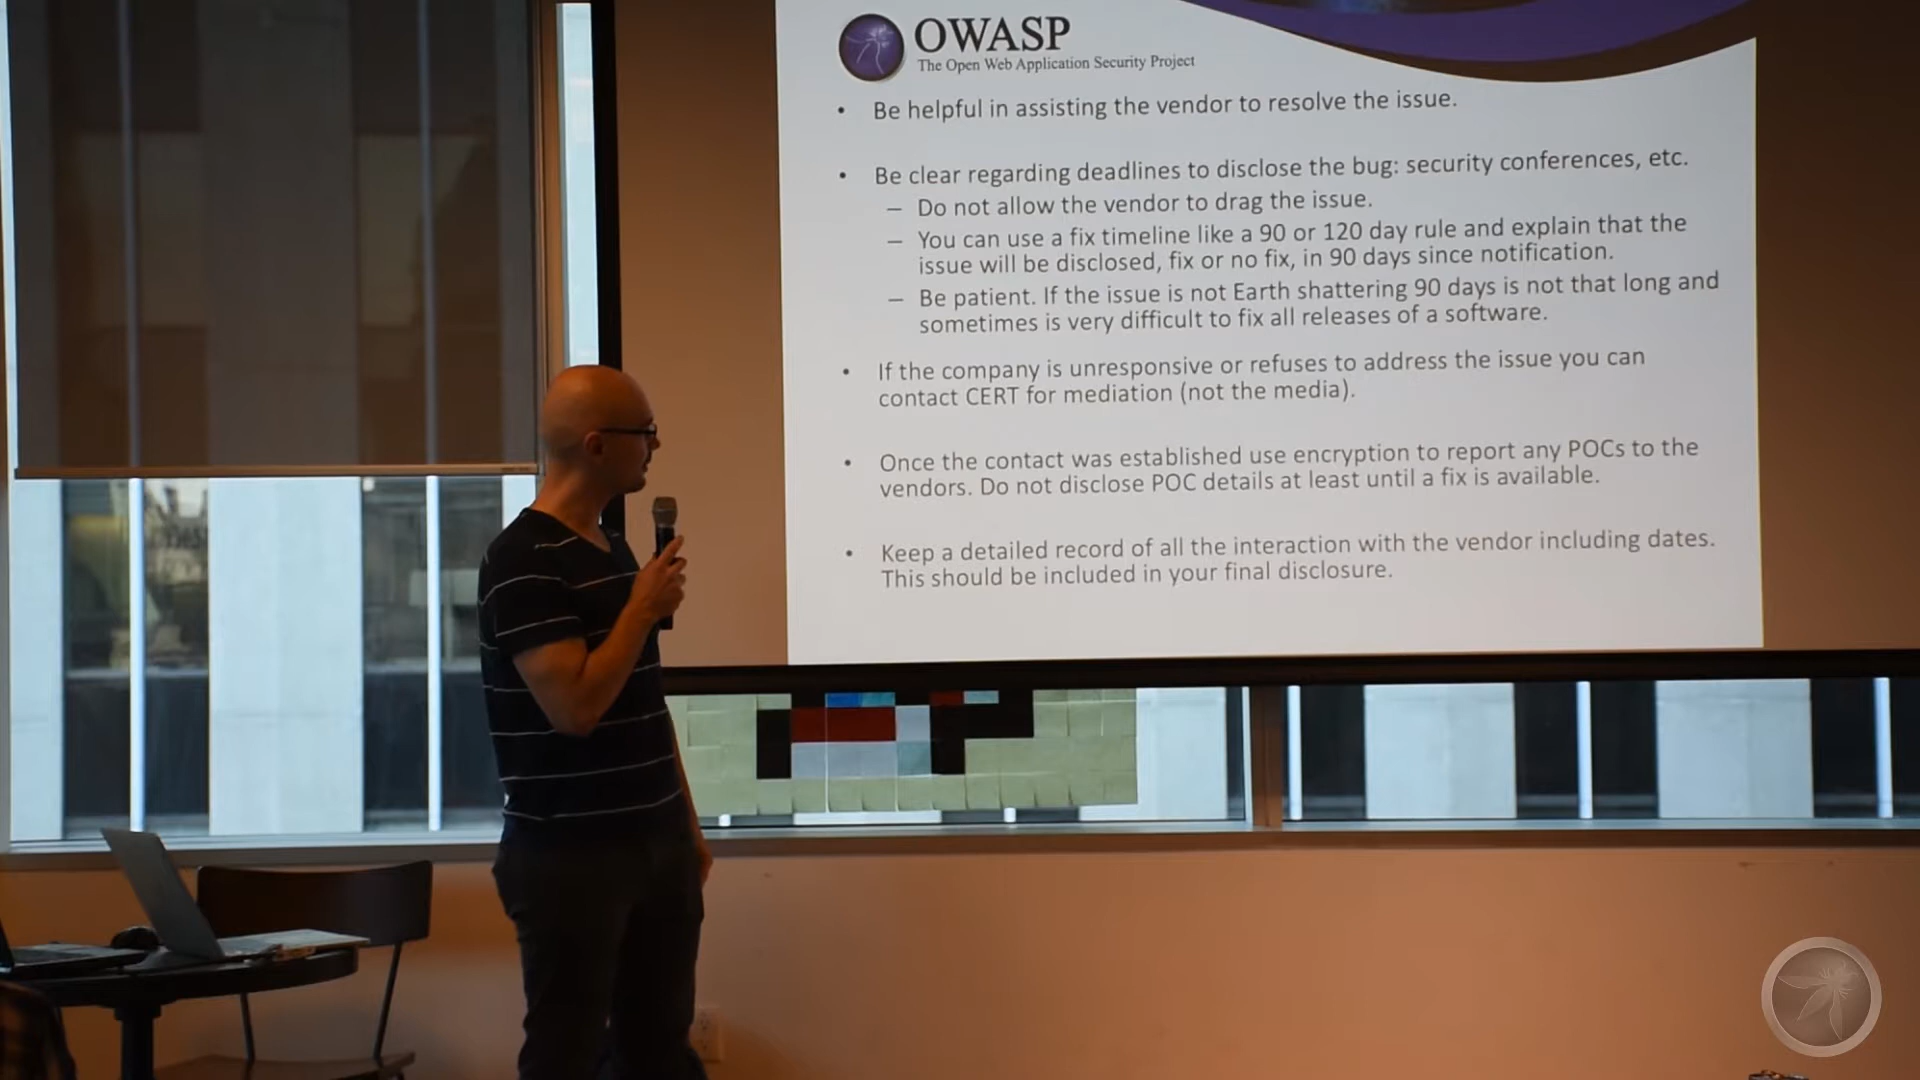 OWASP
The Open Web Application Security Project
• Be helpful in assisting the vendor to resolve the issue.
• Be clear regarding deadlines to disclose the bug: security conferences, etc.
– Do not allow the vendor to drag the issue.
– You can use a fix timeline like a 90 or 120 day rule and explain that the
issue will be disclosed, fix or no fix, in 90 days since notification.
– Be patient. If the issue is not Earth shattering 90 days is not that long and
sometimes is very difficult to fix all releases of a software.
• If the company is unresponsive or refuses to address the issue you can
contact CERT for mediation (not the media).
• Once the contact was established use encryption to report any POCs to the
vendors. Do not disclose POC details at least until a fix is available.
• Keep a detailed record of all the interaction with the vendor including dates.
This should be included in your final disclosure.